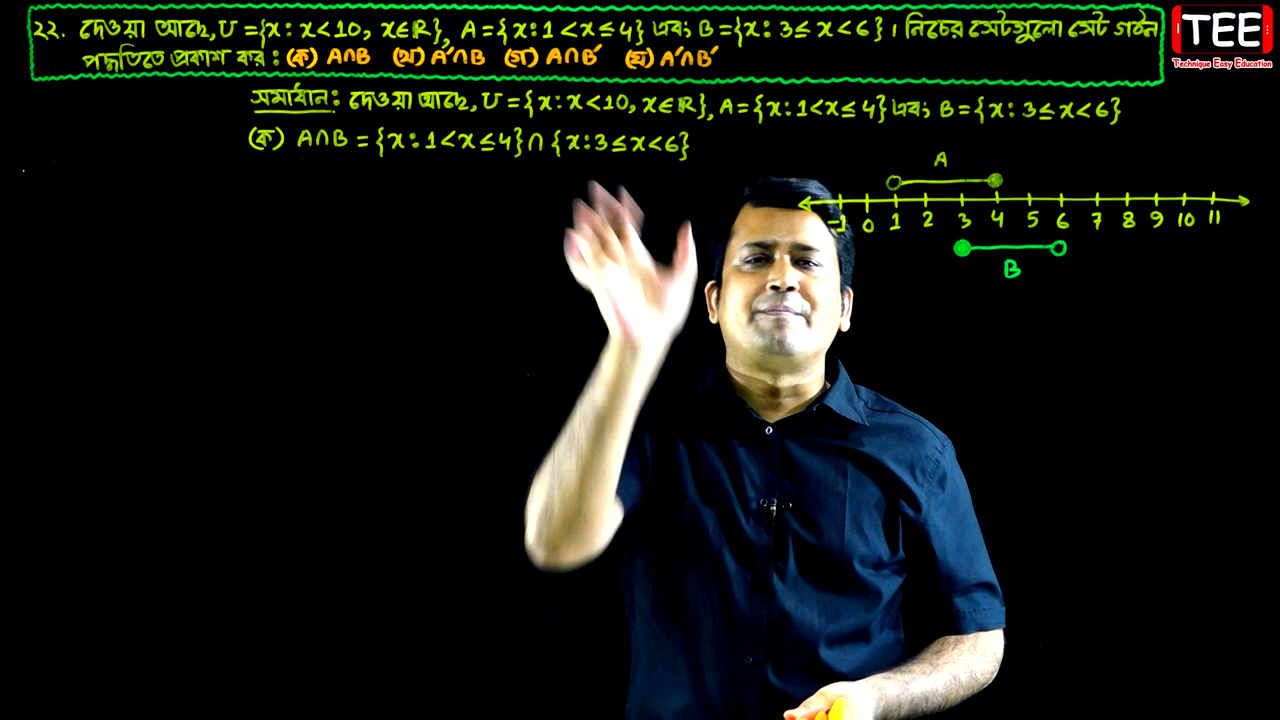 ২২. দেওয়া আছে, U = {x : x < 10, x ∈ ℝ}, A = {x : 1 < x ≤ 4} এবং B = {x : 3 ≤ x < 6}। নিচের সেটগুলো সেট গঠন
পদ্ধতিতে প্রকাশ কর : (ক) A∩B (খ) A′∩B (গ) A∩B′ (ঘ) A′∩B′
TEE
Technique Easy Education
সমাধান : দেওয়া আছে, U = {x : x < 10, x ∈ ℝ}, A = {x : 1 < x ≤ 4} এবং B = {x : 3 ≤ x < 6}
(ক) A∩B = {x : 1 < x ≤ 4} ∩ {x : 3 ≤ x < 6}
A
-1 0 1 2 3 4 5 6 7 8 9 10 11
B